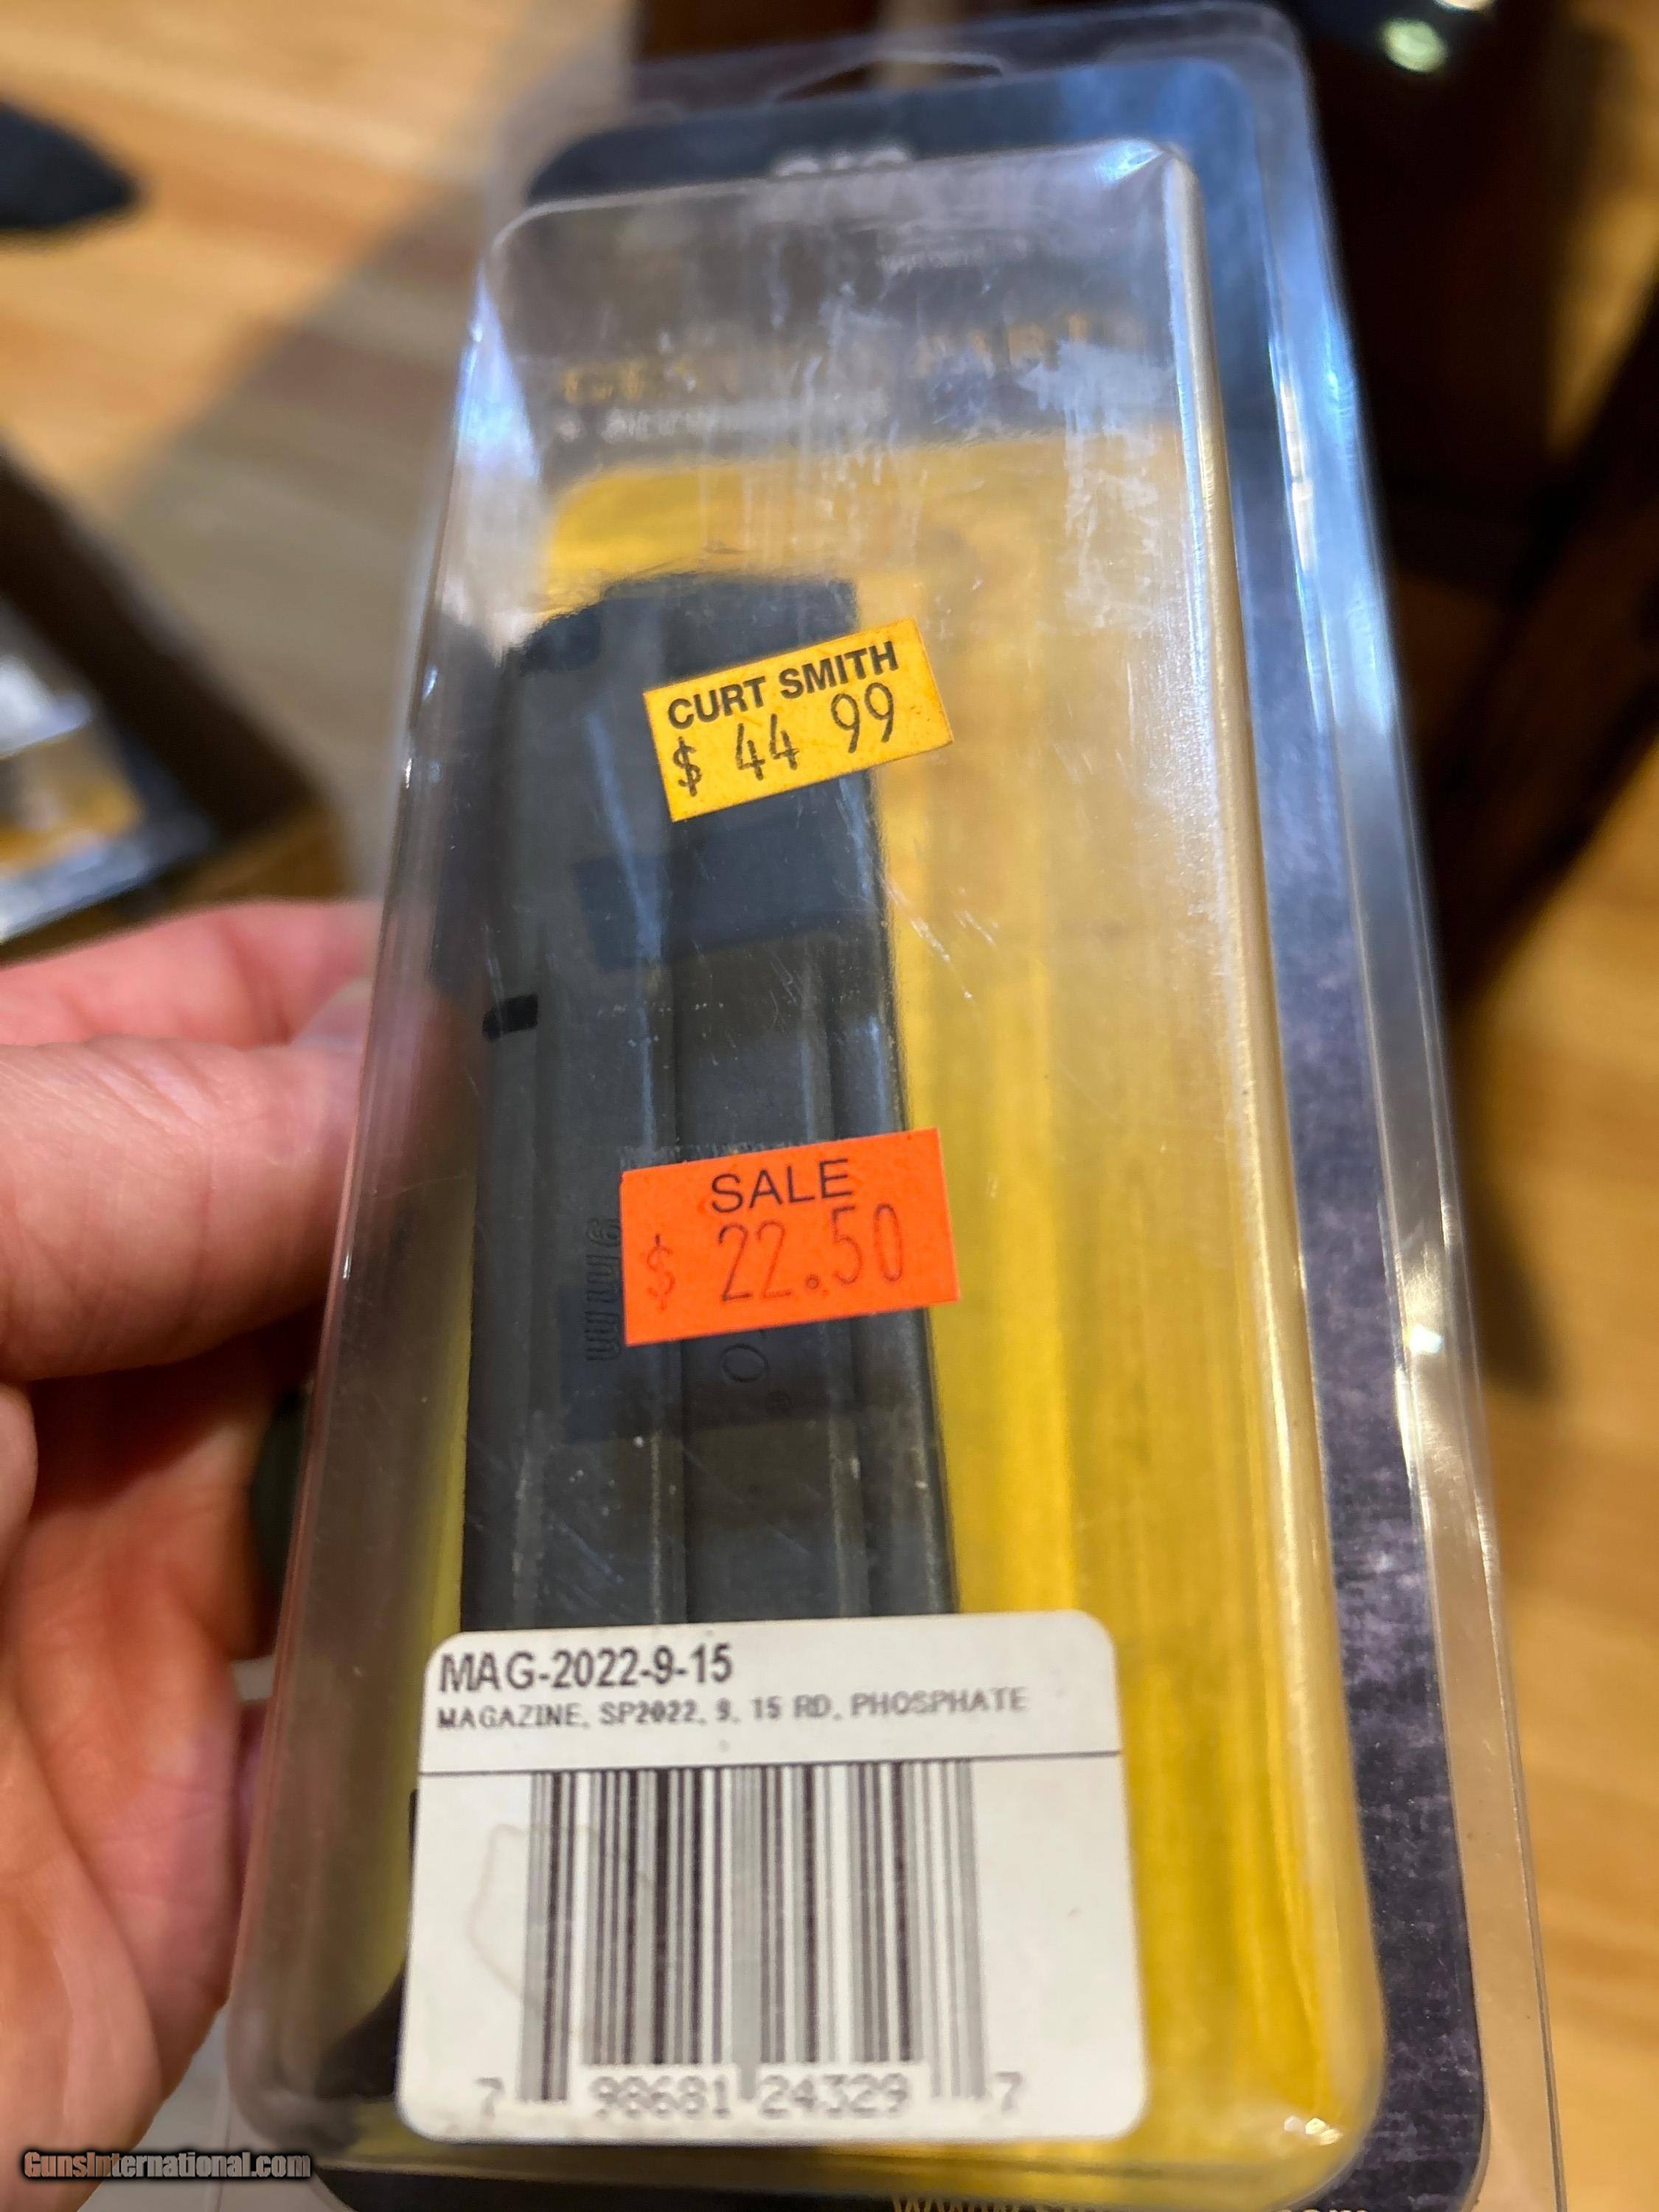 CURT SMITH
$ 44 99
SALE
$ 22.50
9mm
MAG-2022-9-15
MAGAZINE, SP2022, 9, 15 RD, PHOSPHATE
7 98681 24329 7
GunsInternational.com